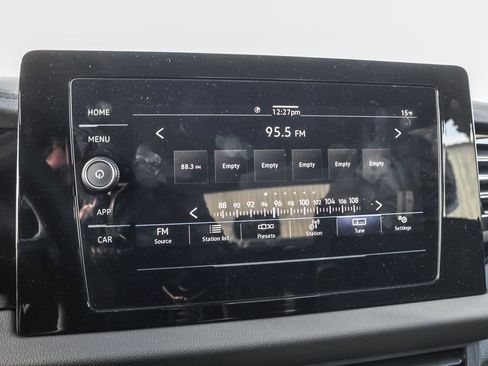 HOME
MENU
APP
CAR
12:27pm
15°F
95.5 FM
88.3 FM Empty Empty Empty Empty Empty
88 90 92 94 96 98 100 102 104 106 108
FM Source Station list Presets Station Tune Settings